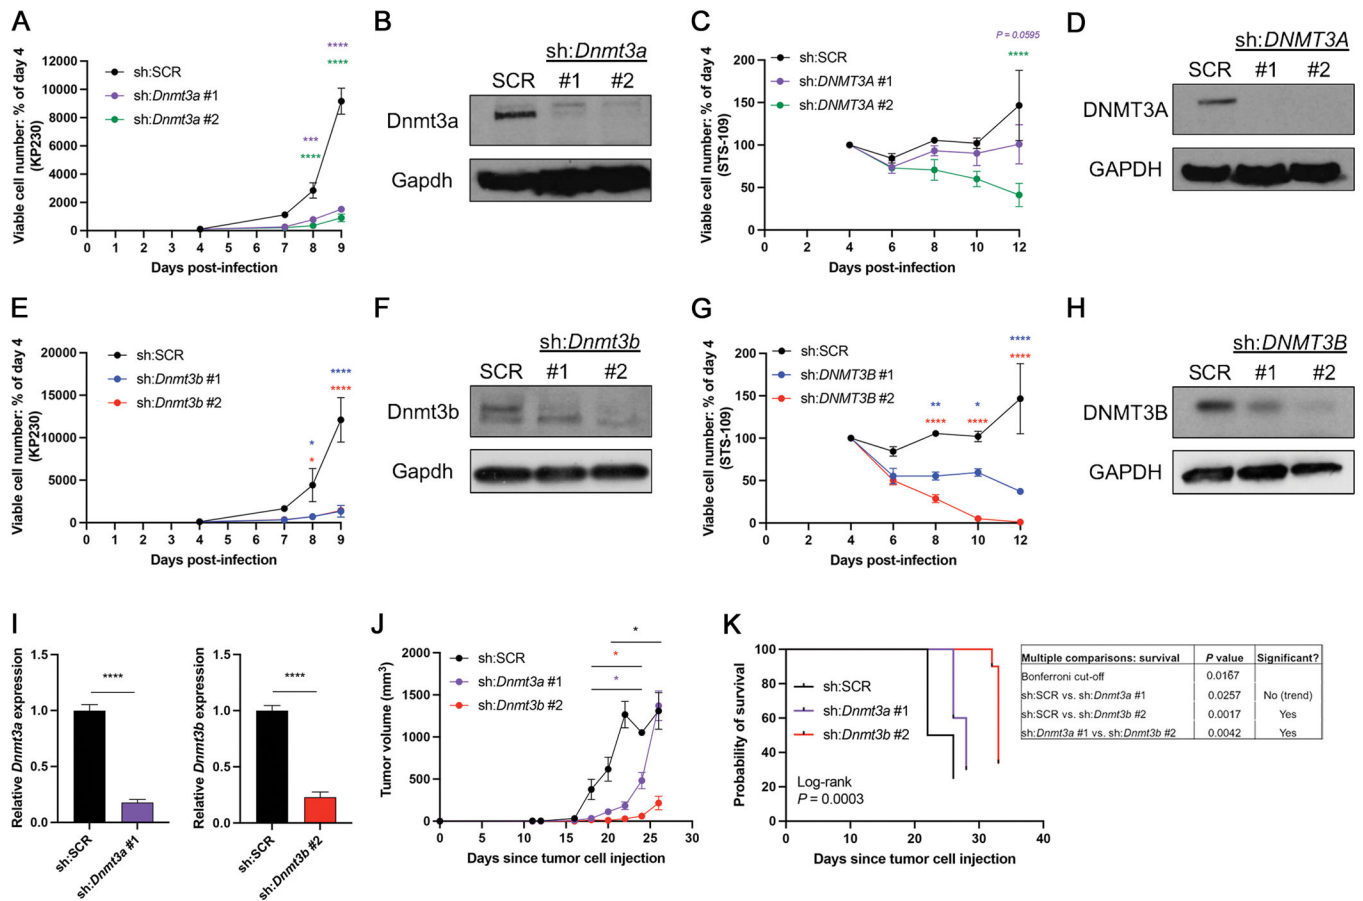 A
Viable cell number: % of day 4
(KP230)
12000
10000
8000
6000
4000
2000
0
sh:SCR
sh:Dnmt3a #1
sh:Dnmt3a #2
***
****
****
****
0 1 2 3 4 5 6 7 8 9
Days post-infection
B
sh:Dnmt3a
SCR #1 #2
Dnmt3a
Gapdh
C
Viable cell number: % of day 4
(STS-109)
200
150
100
50
0
sh:SCR
sh:DNMT3A #1
sh:DNMT3A #2
P = 0.0595
****
0 2 4 6 8 10 12
Days post-infection
D
sh:DNMT3A
SCR #1 #2
DNMT3A
GAPDH
E
Viable cell number: % of day 4
(KP230)
20000
15000
10000
5000
0
sh:SCR
sh:Dnmt3b #1
sh:Dnmt3b #2
*
*
****
****
0 1 2 3 4 5 6 7 8 9
Days post-infection
F
sh:Dnmt3b
SCR #1 #2
Dnmt3b
Gapdh
G
Viable cell number: % of day 4
(STS-109)
200
150
100
50
0
sh:SCR
sh:DNMT3B #1
sh:DNMT3B #2
** *
**** ****
****
****
0 2 4 6 8 10 12
Days post-infection
H
sh:DNMT3B
SCR #1 #2
DNMT3B
GAPDH
I
Relative Dnmt3a expression
1.5
1.0
0.5
0.0
****
sh:SCR
sh:Dnmt3a #1
Relative Dnmt3b expression
1.5
1.0
0.5
0.0
****
sh:SCR
sh:Dnmt3b #2
J
Tumor volume (mm3)
2000
1500
1000
500
0
sh:SCR
sh:Dnmt3a #1
sh:Dnmt3b #2
*
*
*
0 5 10 15 20 25 30
Days since tumor cell injection
K
Probability of survival
100
80
60
40
20
0
sh:SCR
sh:Dnmt3a #1
sh:Dnmt3b #2
Log-rank
P = 0.0003
0 10 20 30 40
Days since tumor cell injection
Multiple comparisons: survival P value Significant?
Bonferroni cut-off 0.0167
sh:SCR vs. sh:Dnmt3a #1 0.0257 No (trend)
sh:SCR vs. sh:Dnmt3b #2 0.0017 Yes
sh:Dnmt3a #1 vs. sh:Dnmt3b #2 0.0042 Yes